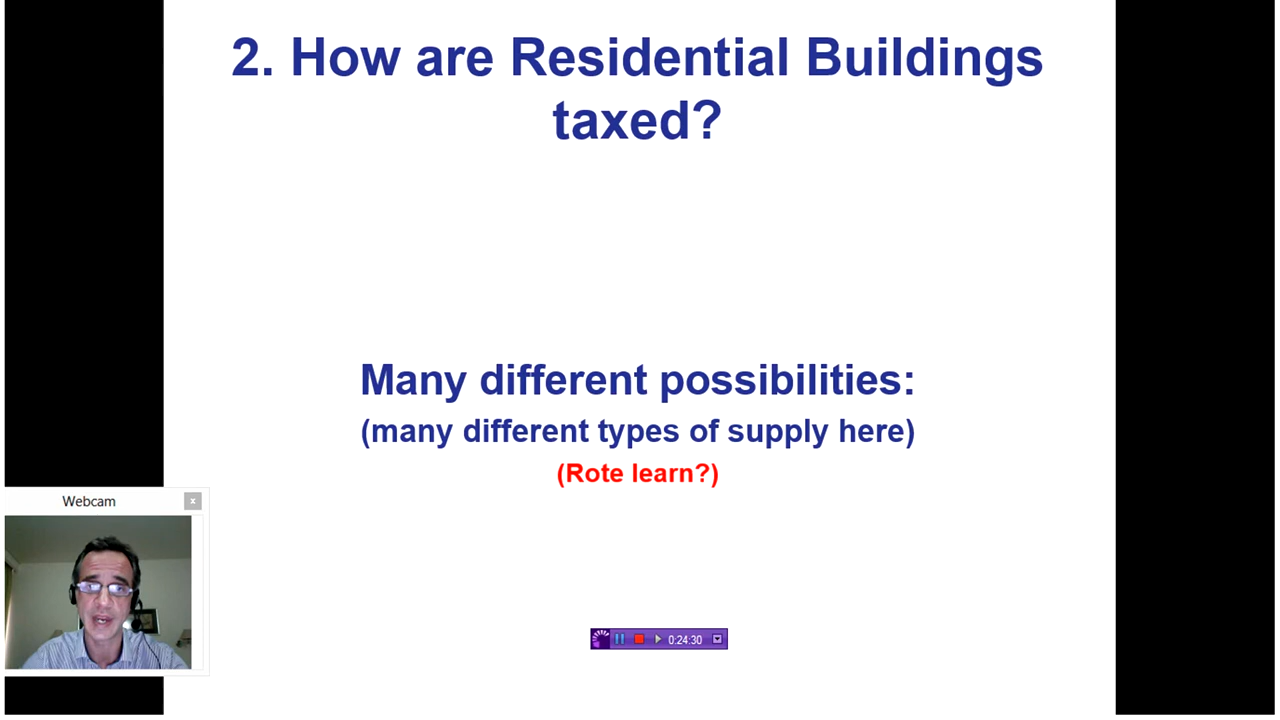 2. How are Residential Buildings
taxed?
Many different possibilities:
(many different types of supply here)
(Rote learn?)
Webcam
x
0:24:30